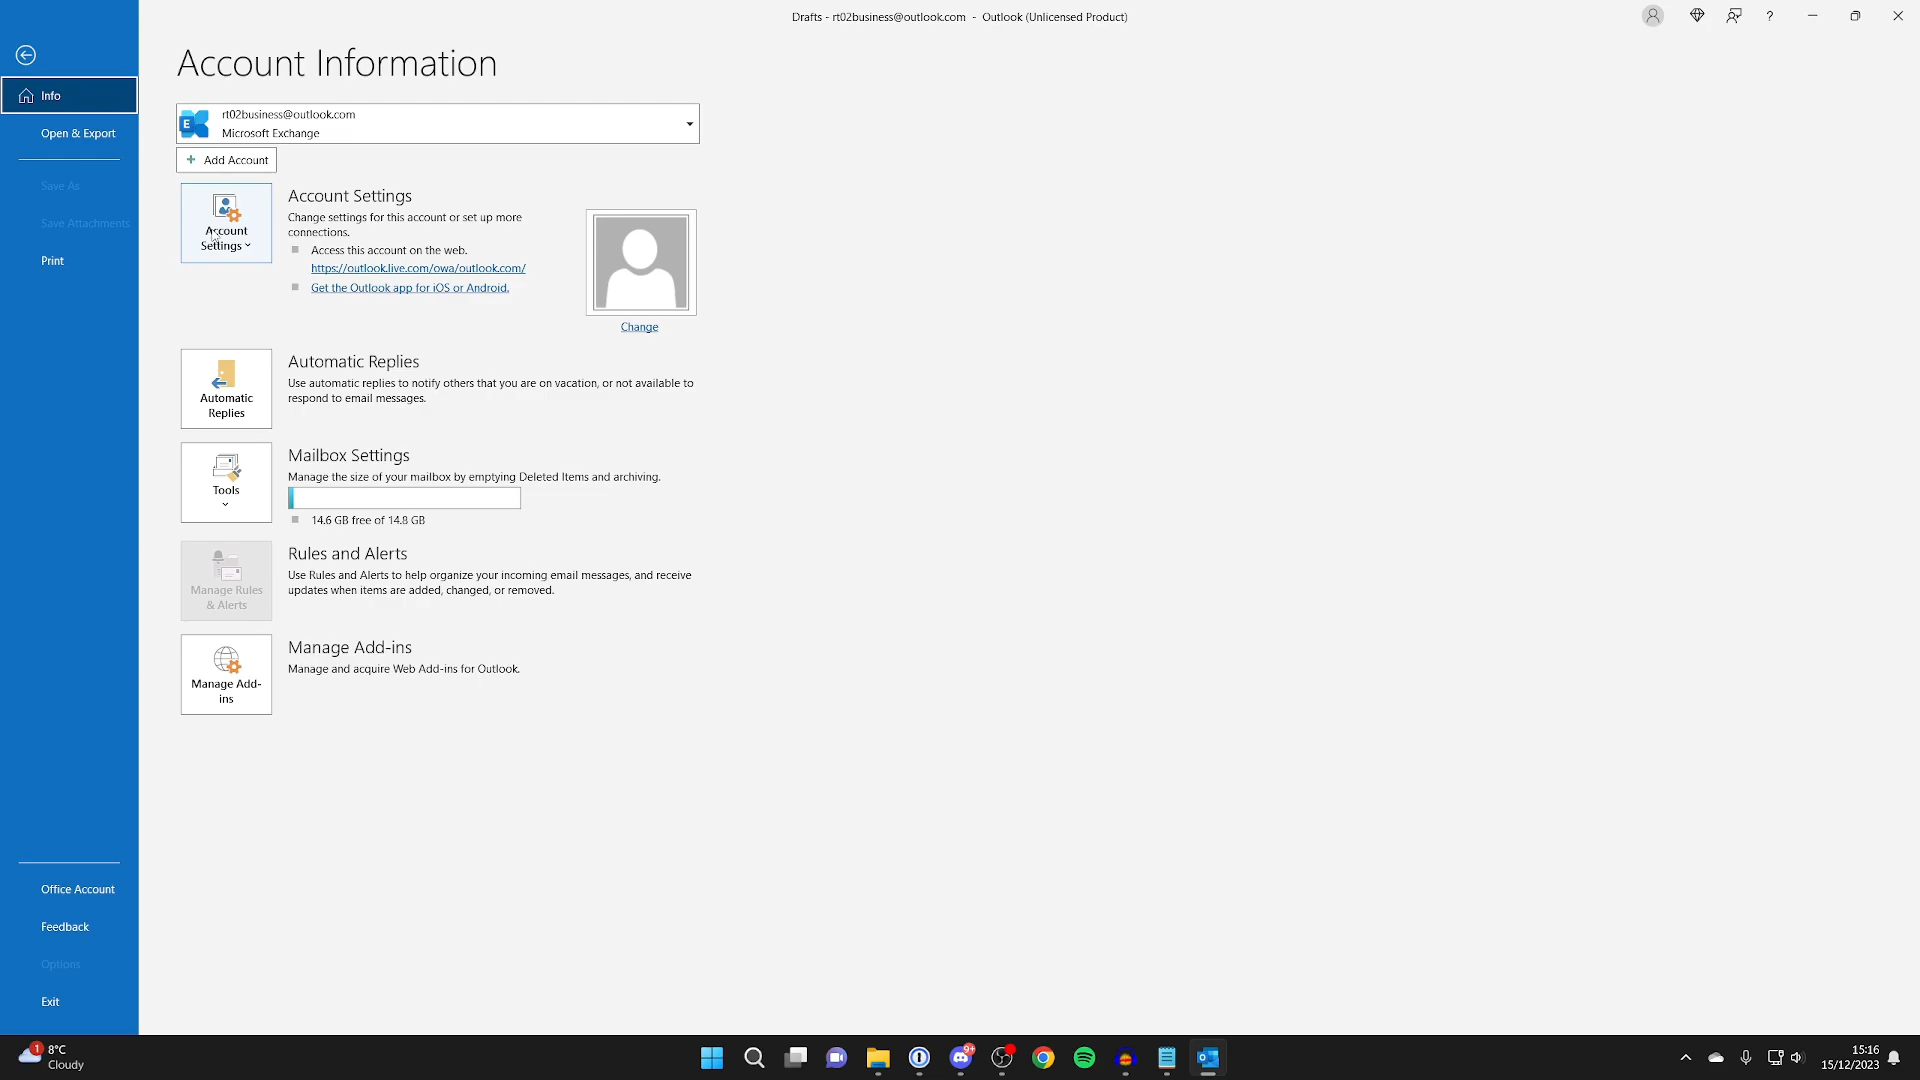 Drafts - rt02business@outlook.com - Outlook (Unlicensed Product)
?
Account Information
Info
Open & Export
Save As
Save Attachments
Print
Office Account
Feedback
Options
Exit
E
rt02business@outlook.com
Microsoft Exchange
+ Add Account
Account
Settings
Account Settings
Change settings for this account or set up more
connections.
Access this account on the web.
https://outlook.live.com/owa/outlook.com/
Get the Outlook app for iOS or Android.
Change
Automatic
Replies
Automatic Replies
Use automatic replies to notify others that you are on vacation, or not available to
respond to email messages.
Tools
Mailbox Settings
Manage the size of your mailbox by emptying Deleted Items and archiving.
14.6 GB free of 14.8 GB
Manage Rules
& Alerts
Rules and Alerts
Use Rules and Alerts to help organize your incoming email messages, and receive
updates when items are added, changed, or removed.
Manage Add-
ins
Manage Add-ins
Manage and acquire Web Add-ins for Outlook.
1
8°C
Cloudy
9+
15:16
15/12/2023